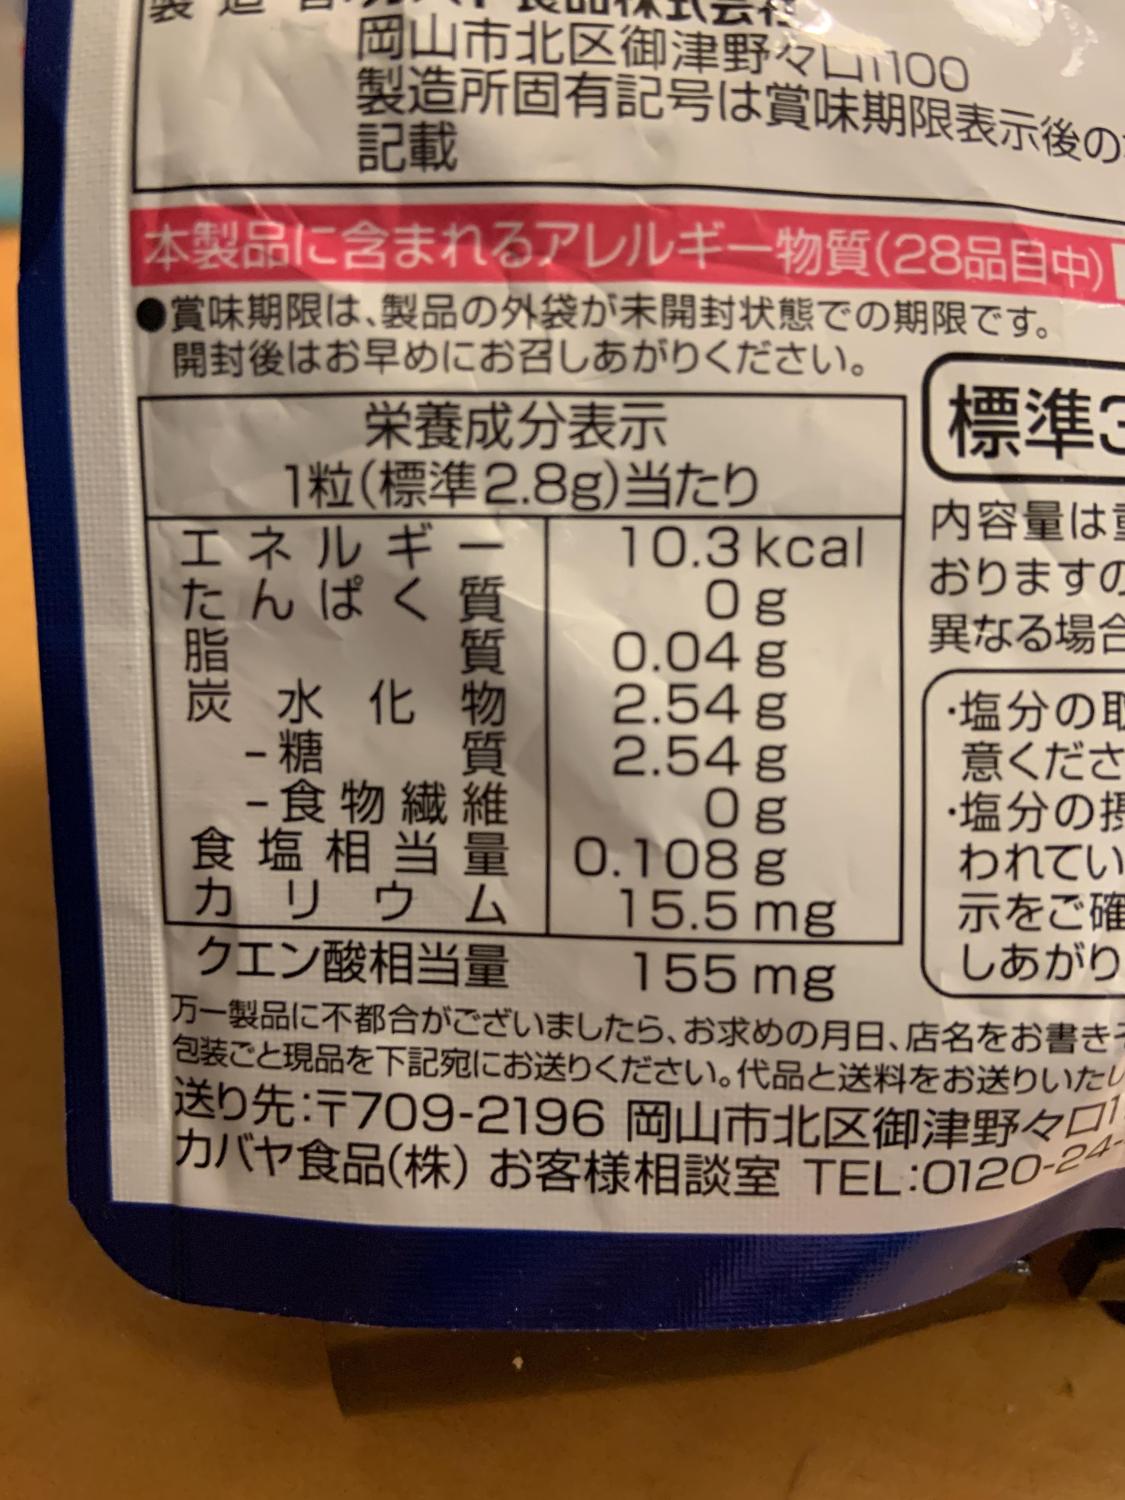 製造者
食品株式会社
岡山市北区御津野々口1100
製造所固有記号は賞味期限表示後の
記載
本製品に含まれるアレルギー物質(28品目中)
●賞味期限は、製品の外袋が未開封状態での期限です。
開封後はお早めにお召しあがりください。
栄養成分表示
1粒(標準2.8g)当たり
エネルギー 10.3kcal
たんぱく質 0g
脂質 0.04g
炭水化物 2.54g
-糖質 2.54g
-食物繊維 0g
食塩相当量 0.108g
カリウム 15.5mg
クエン酸相当量 155mg
標準3
内容量は
おりますの
異なる場合
・塩分の取
意くださ
・塩分の摂
われてい
示をご確
しあがり
万一製品に不都合がございましたら、お求めの月日、店名をお書き
包装ごと現品を下記宛にお送りください。代品と送料をお送りいたし
送り先:〒709-2196 岡山市北区御津野々口1
カバヤ食品(株) お客様相談室 TEL:0120-24-